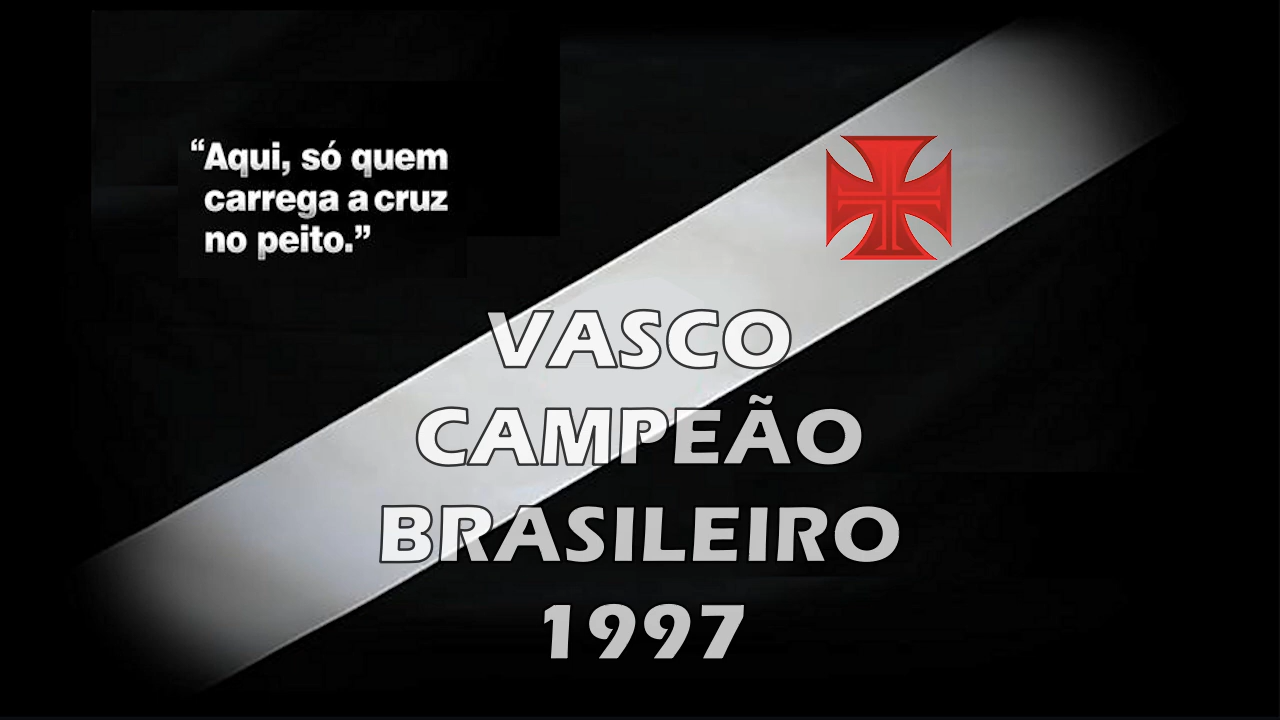 “Aqui, só quem
carrega a cruz
no peito.”
VASCO
CAMPEÃO
BRASILEIRO
1997